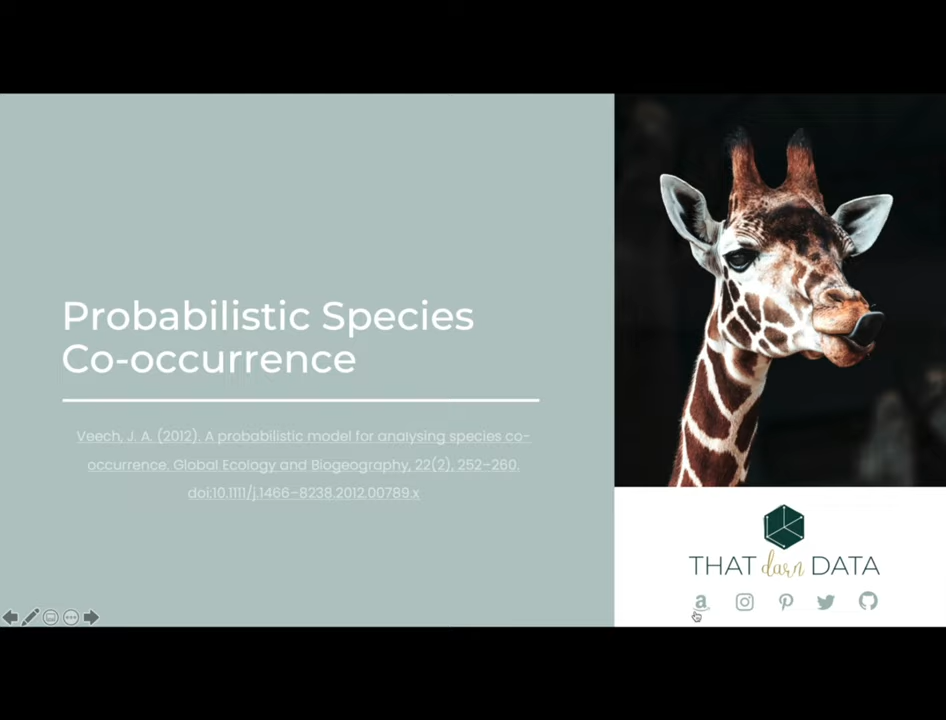 Probabilistic Species
Co-occurrence
Veech, J. A. (2012). A probabilistic model for analysing species co-
occurrence. Global Ecology and Biogeography, 22(2), 252–260.
doi:10.1111/j.1466-8238.2012.00789.x
THAT darn DATA
a